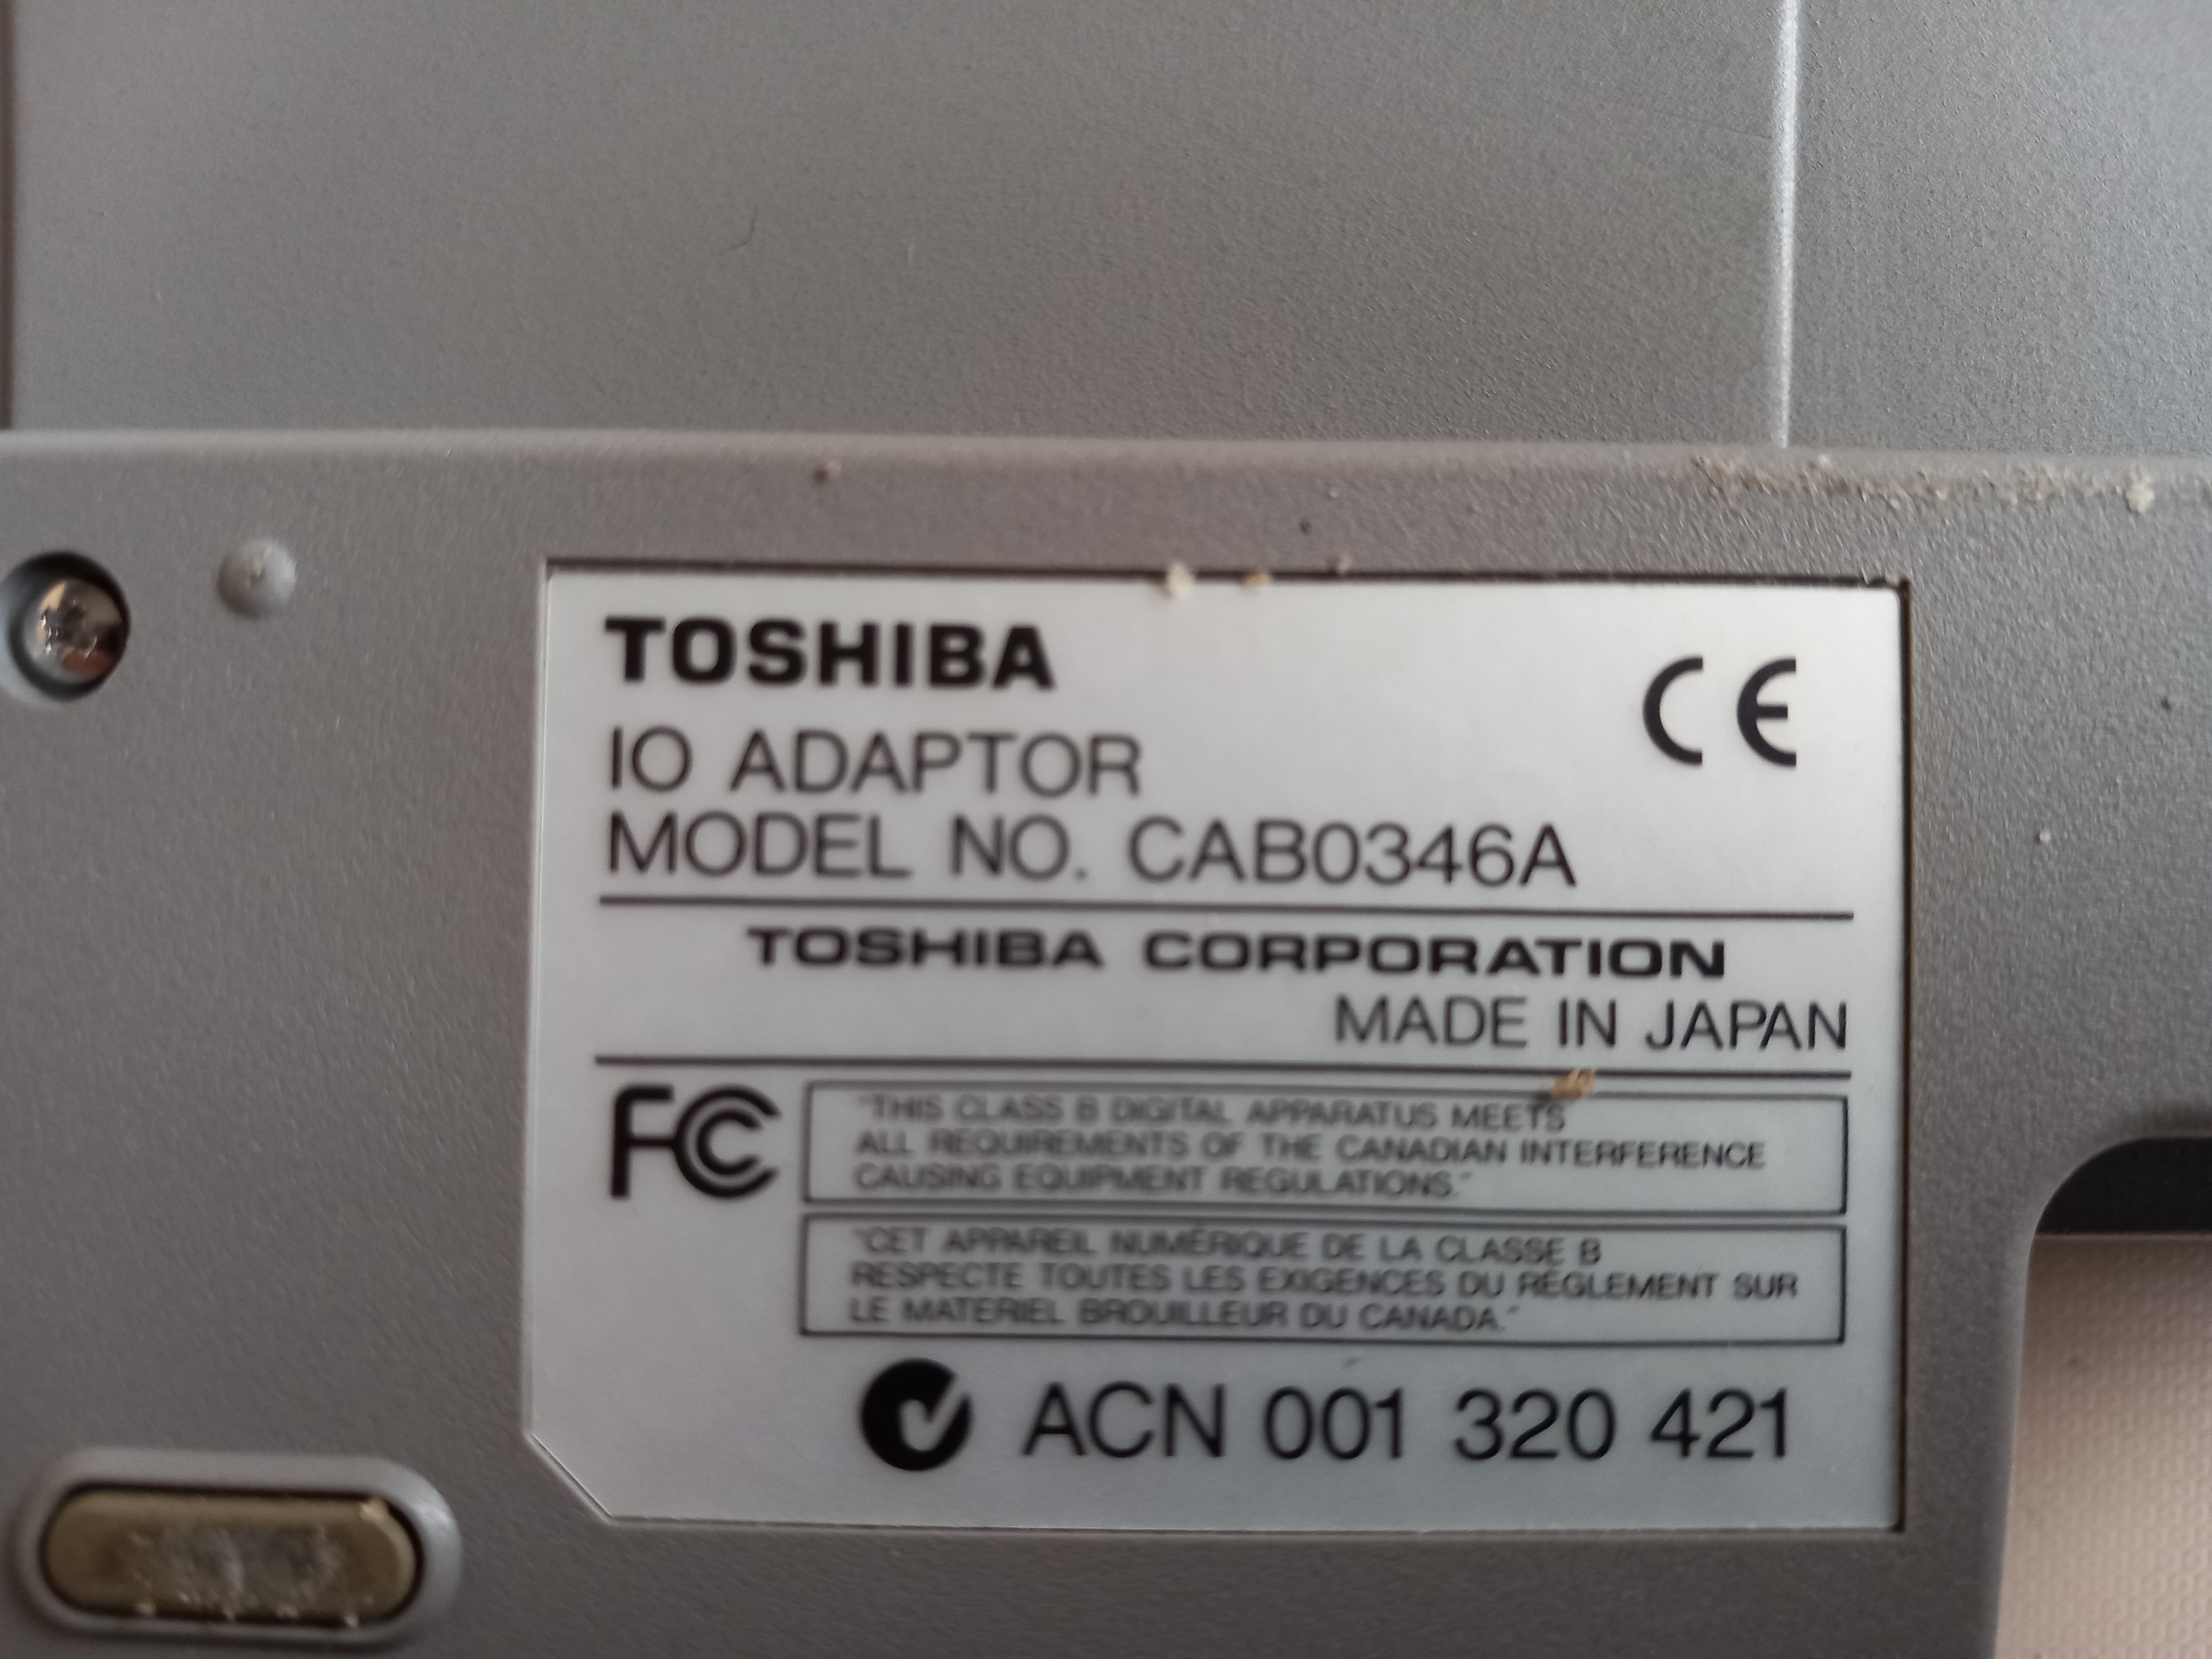 TOSHIBA
CE
IO ADAPTOR
MODEL NO. CAB0346A
TOSHIBA CORPORATION
MADE IN JAPAN
FC
"THIS CLASS B DIGITAL APPARATUS MEETS
ALL REQUIREMENTS OF THE CANADIAN INTERFERENCE
CAUSING EQUIPMENT REGULATIONS."
"CET APPAREIL NUMÉRIQUE DE LA CLASSE B
RESPECTE TOUTES LES EXIGENCES DU RÈGLEMENT SUR
LE MATERIEL BROUILLEUR DU CANADA."
ACN 001 320 421